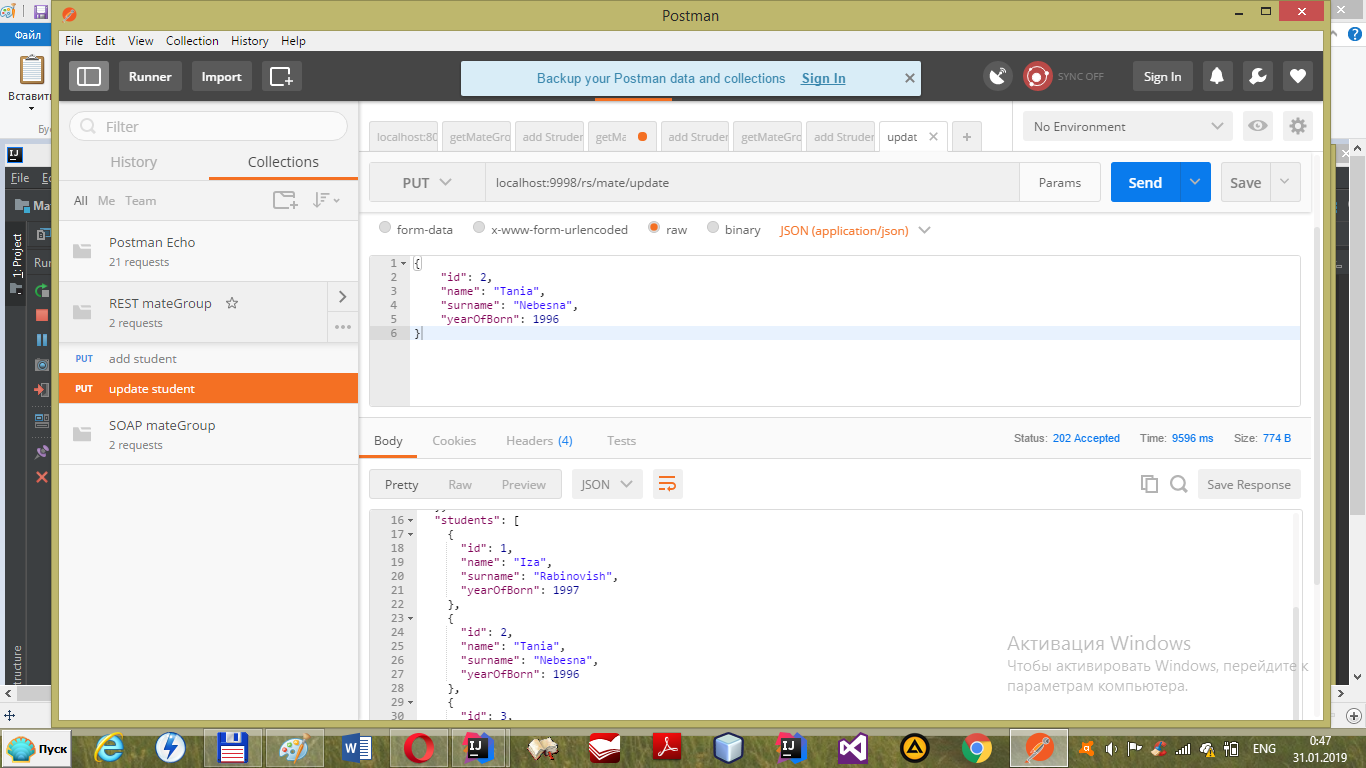 Postman
Файл
File Edit View Collection History Help
Вставить
Runner
Import
Backup your Postman data and collections Sign In
SYNC OFF
Sign In
Filter
History
Collections
All Me Team
Postman Echo
21 requests
REST mateGroup
2 requests
PUT add student
PUT update student
SOAP mateGroup
2 requests
File
1: Project
localhost:80
getMateGro
add Struder
getMa
add Struder
getMateGro
add Struder
updat
No Environment
PUT
localhost:9998/rs/mate/update
Params
Send
Save
form-data
x-www-form-urlencoded
raw
binary
JSON (application/json)
1 {
2 "id": 2,
3 "name": "Tania",
4 "surname": "Nebesna",
5 "yearOfBorn": 1996
6 }
Body
Cookies
Headers (4)
Tests
Status: 202 Accepted Time: 9596 ms Size: 774 B
Pretty
Raw
Preview
JSON
Save Response
16 "students": [
17 {
18 "id": 1,
19 "name": "Iza",
20 "surname": "Rabinovish",
21 "yearOfBorn": 1997
22 },
23 {
24 "id": 2,
25 "name": "Tania",
26 "surname": "Nebesna",
27 "yearOfBorn": 1996
28 },
29 {
30 "id": 3,
Активация Windows
Чтобы активировать Windows, перейдите к
параметрам компьютера.
Пуск
ENG
0:47
31.01.2019